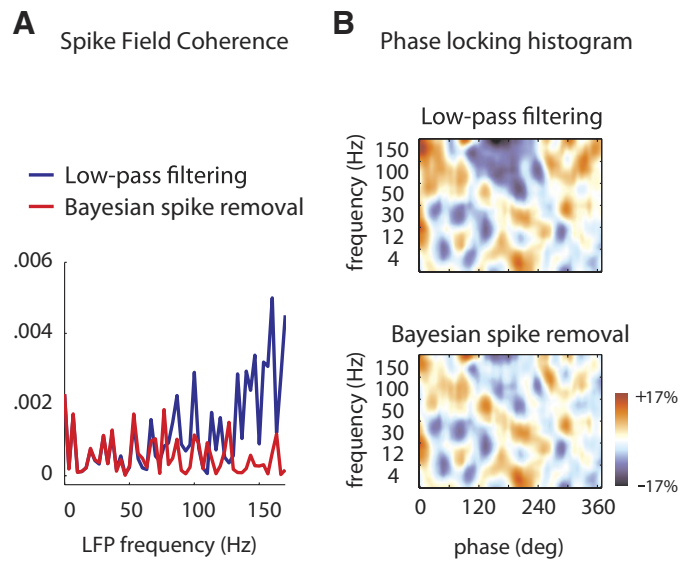 A
Spike Field Coherence
Low-pass filtering
Bayesian spike removal
.006
.004
.002
0
0
50
100
150
LFP frequency (Hz)
B
Phase locking histogram
Low-pass filtering
frequency (Hz)
150
100
50
30
12
4
Bayesian spike removal
frequency (Hz)
150
100
50
30
12
4
0
120
240
360
phase (deg)
+17%
−17%